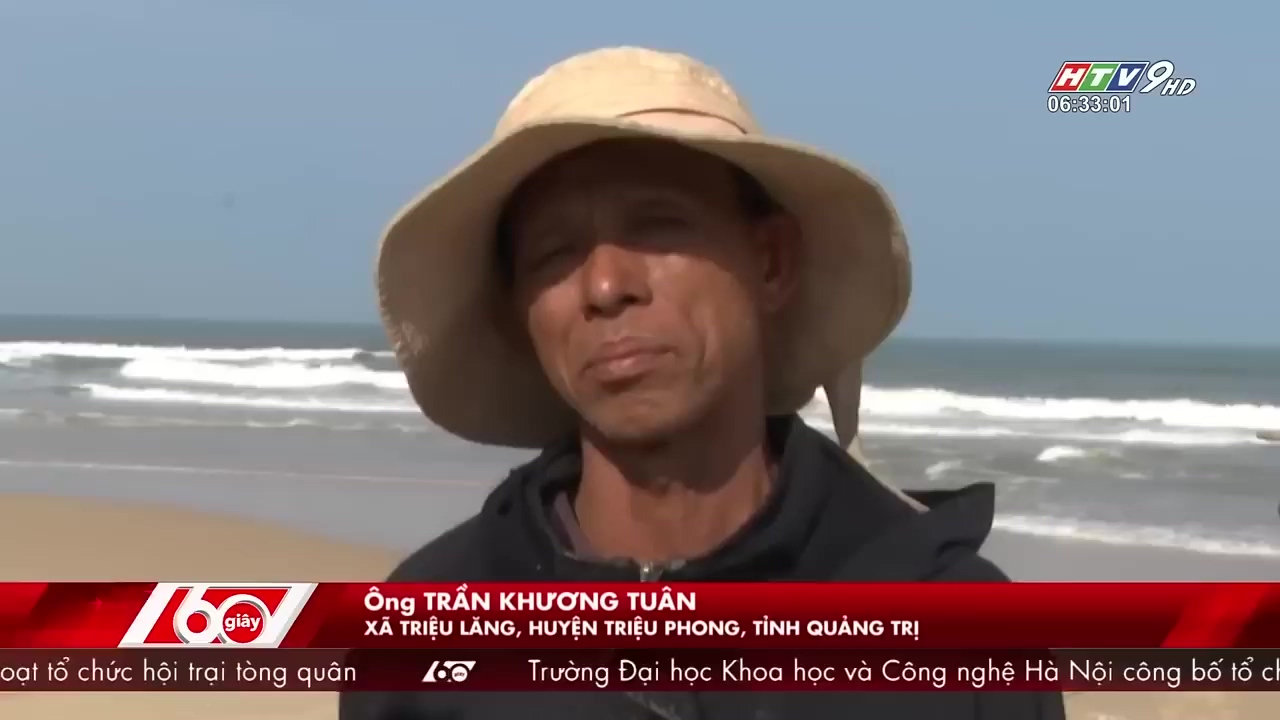 HTV9HD
06:33:01
60 giây
Ông TRẦN KHƯƠNG TUÂN
XÃ TRIỆU LĂNG, HUYỆN TRIỆU PHONG, TỈNH QUẢNG TRỊ
oạt tổ chức hội trại tòng quân 60 giây Trường Đại học Khoa học và Công nghệ Hà Nội công bố tổ